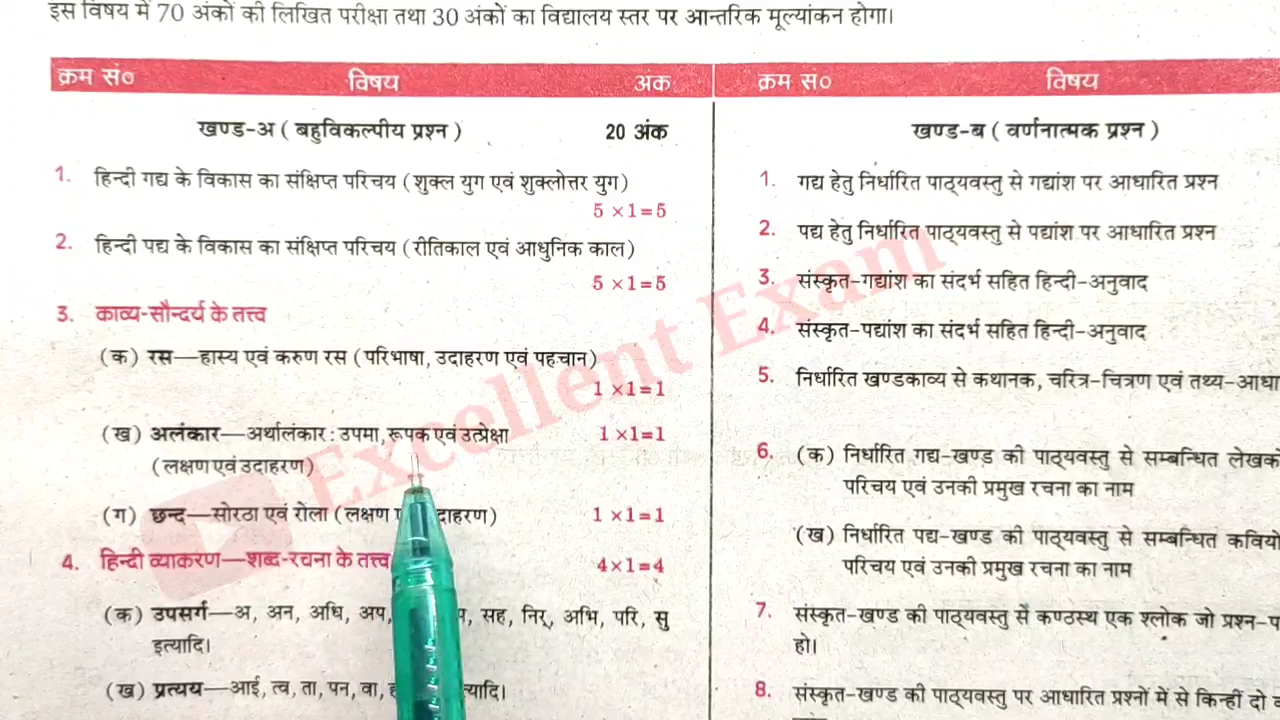 इस विषय में 70 अंकों की लिखित परीक्षा तथा 30 अंकों का विद्यालय स्तर पर आन्तरिक मूल्यांकन होगा।
क्रम सं० विषय अंक
खण्ड-अ ( बहुविकल्पीय प्रश्न ) 20 अंक
1. हिन्दी गद्य के विकास का संक्षिप्त परिचय (शुक्ल युग एवं शुक्लोत्तर युग)
5 ×1=5
2. हिन्दी पद्य के विकास का संक्षिप्त परिचय (रीतिकाल एवं आधुनिक काल)
5 ×1=5
3. काव्य-सौन्दर्य के तत्त्व
(क) रस—हास्य एवं करुण रस (परिभाषा, उदाहरण एवं पहचान)
1 ×1=1
(ख) अलंकार—अर्थालंकार : उपमा, रूपक एवं उत्प्रेक्षा 1 ×1=1
(लक्षण एवं उदाहरण)
(ग) छन्द—सोरठा एवं रोला (लक्षण दाहरण) 1 ×1=1
4. हिन्दी व्याकरण—शब्द-रचना के तत्त्व 4×1=4
(क) उपसर्ग—अ, अन, अधि, अप, सह, निर्, अभि, परि, सु
इत्यादि।
(ख) प्रत्यय—आई, त्व, ता, पन, वा, त्यादि।
क्रम सं० विषय
खण्ड-ब ( वर्णनात्मक प्रश्न )
1. गद्य हेतु निर्धारित पाठ्यवस्तु से गद्यांश पर आधारित प्रश्न
2. पद्य हेतु निर्धारित पाठ्यवस्तु से पद्यांश पर आधारित प्रश्न
3. संस्कृत-गद्यांश का संदर्भ सहित हिन्दी-अनुवाद
4. संस्कृत-पद्यांश का संदर्भ सहित हिन्दी-अनुवाद
5. निर्धारित खण्डकाव्य से कथानक, चरित्र-चित्रण एवं तथ्य-आधा
6. (क) निर्धारित गद्य-खण्ड की पाठ्यवस्तु से सम्बन्धित लेखकों
परिचय एवं उनकी प्रमुख रचना का नाम
(ख) निर्धारित पद्य-खण्ड की पाठ्यवस्तु से सम्बन्धित कवियो
परिचय एवं उनकी प्रमुख रचना का नाम
7. संस्कृत-खण्ड की पाठ्यवस्तु से कण्ठस्थ एक श्लोक जो प्रश्न-प
हो।
8. संस्कृत-खण्ड की पाठ्यवस्तु पर आधारित प्रश्नों में से किन्हीं दो
Excellent Exam